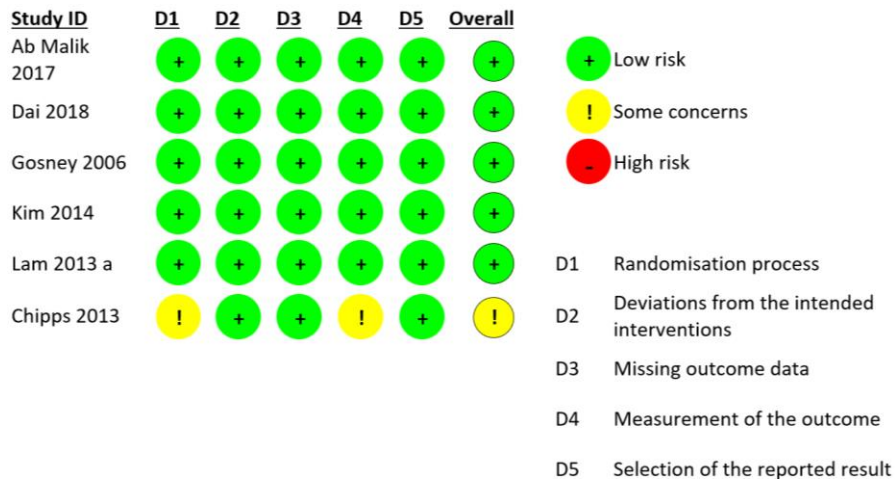 Study ID D1 D2 D3 D4 D5 Overall
Ab Malik
2017
+ + + + + +
Dai 2018 + + + + + +
Gosney 2006 + + + + + +
Kim 2014 + + + + + +
Lam 2013 a + + + + + +
Chipps 2013 ! + + ! + !
+ Low risk
! Some concerns
- High risk
D1 Randomisation process
D2 Deviations from the intended
interventions
D3 Missing outcome data
D4 Measurement of the outcome
D5 Selection of the reported result